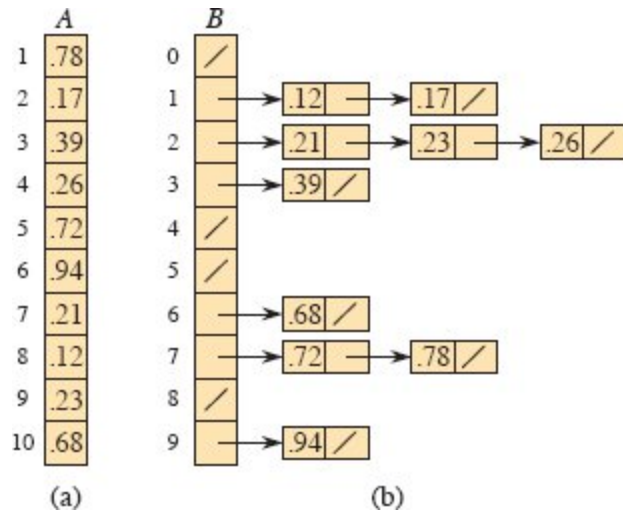 A B
1 .78 0 /
2 .17 1 .12 .17 /
3 .39 2 .21 .23 .26 /
4 .26 3 .39 /
5 .72 4 /
6 .94 5 /
7 .21 6 .68 /
8 .12 7 .72 .78 /
9 .23 8 /
10 .68 9 .94 /
(a) (b)